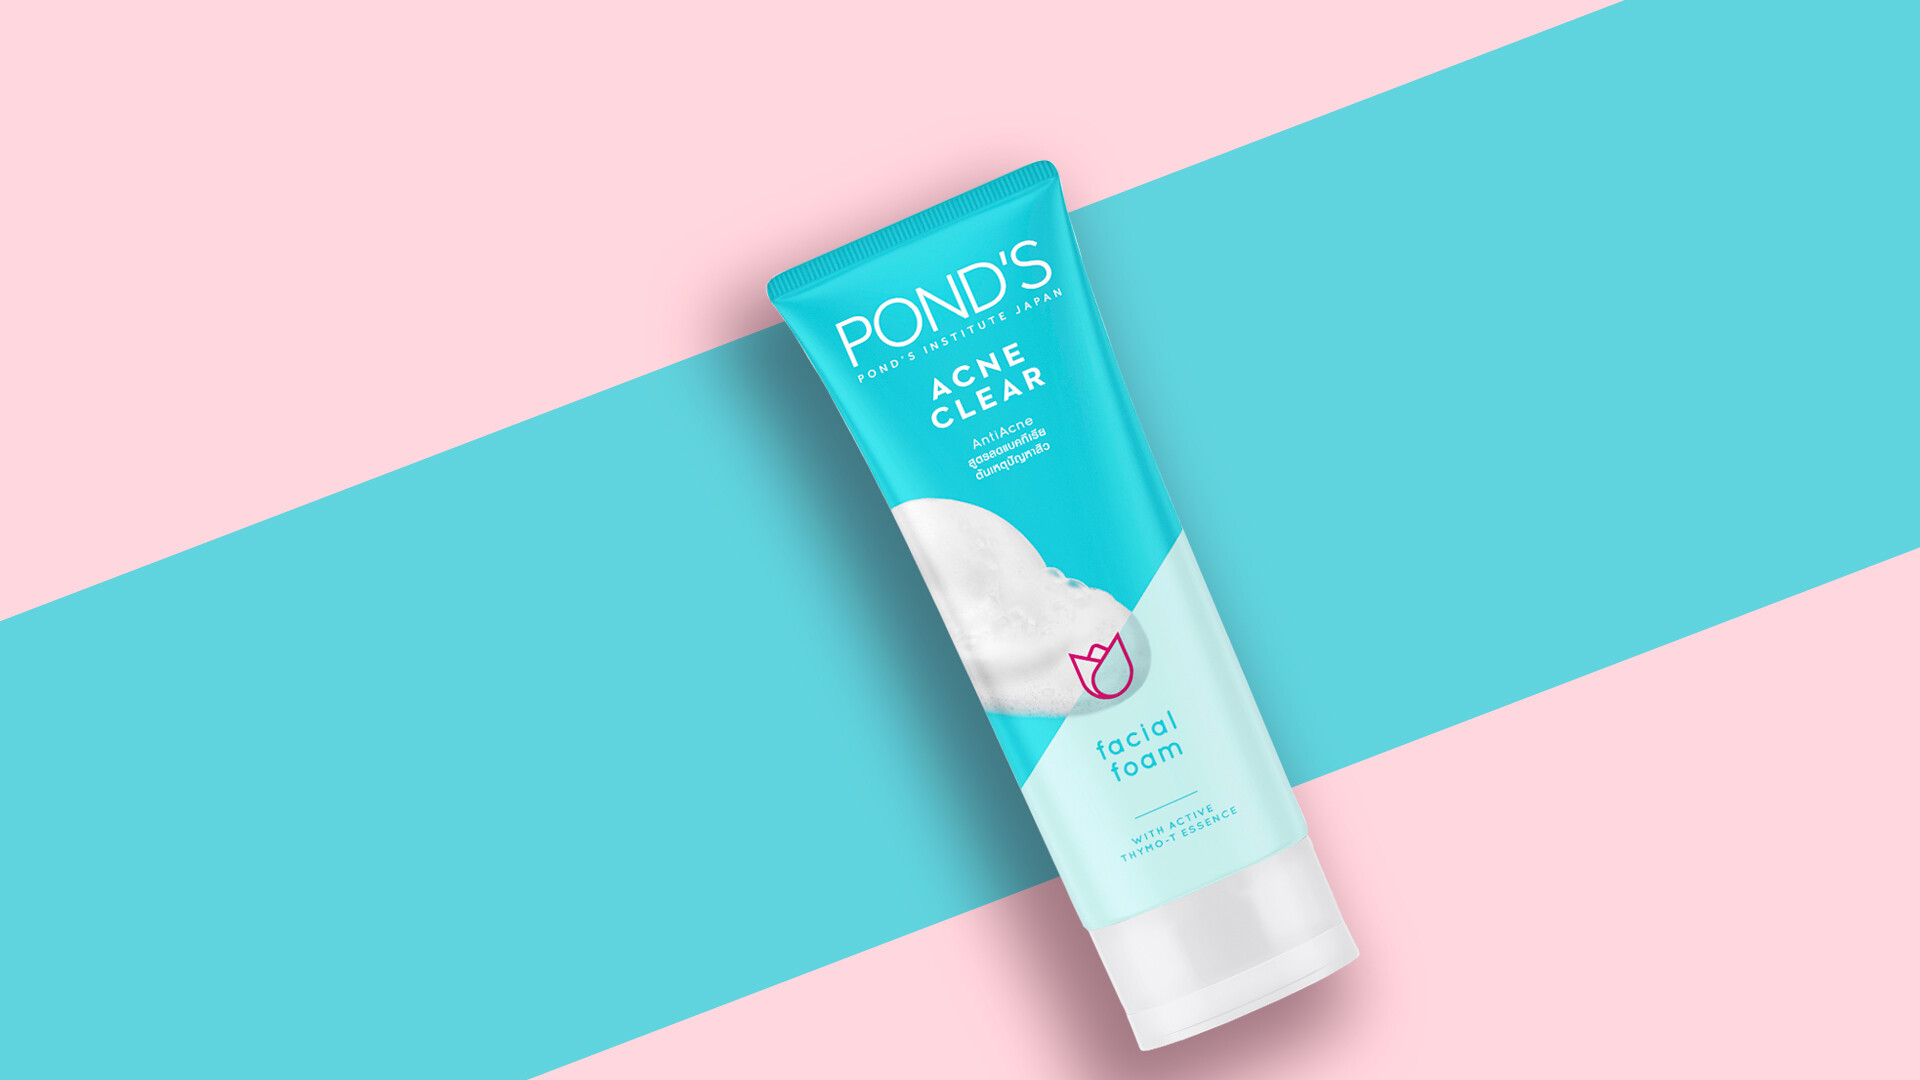 POND'S
POND'S INSTITUTE JAPAN
ACNE
CLEAR
AntiAcne
สูตรลดแบคทีเรีย
ต้นเหตุปัญหาสิว
facial
foam
WITH ACTIVE
THYMO-T ESSENCE